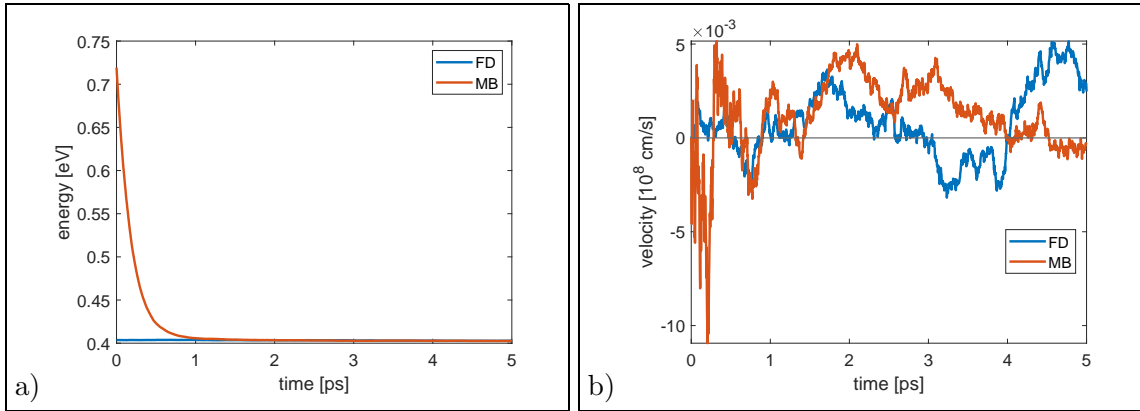 0.75
0.7
0.65
0.6
0.55
0.5
0.45
0.4
energy [eV]
0 1 2 3 4 5
time [ps]
FD
MB
a)
×10⁻³
5
0
-5
-10
velocity [10⁸ cm/s]
0 1 2 3 4 5
time [ps]
FD
MB
b)